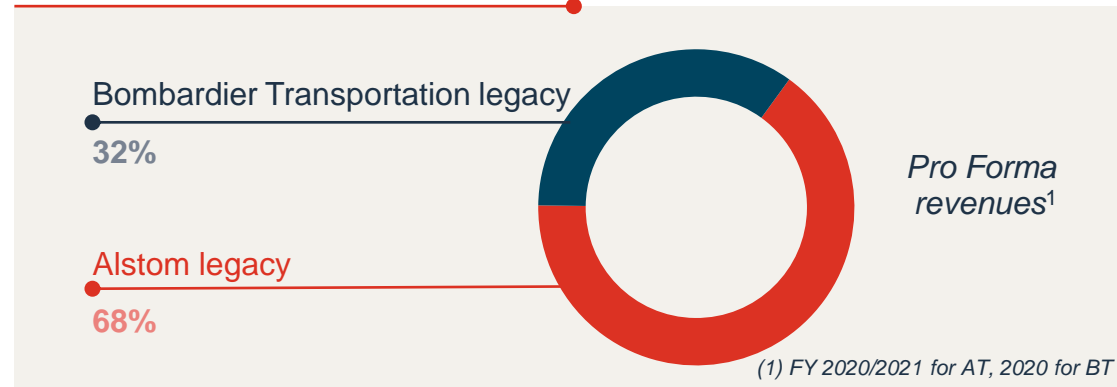 Bombardier Transportation legacy
32%
Pro Forma
revenues¹
Alstom legacy
68%
(1) FY 2020/2021 for AT, 2020 for BT